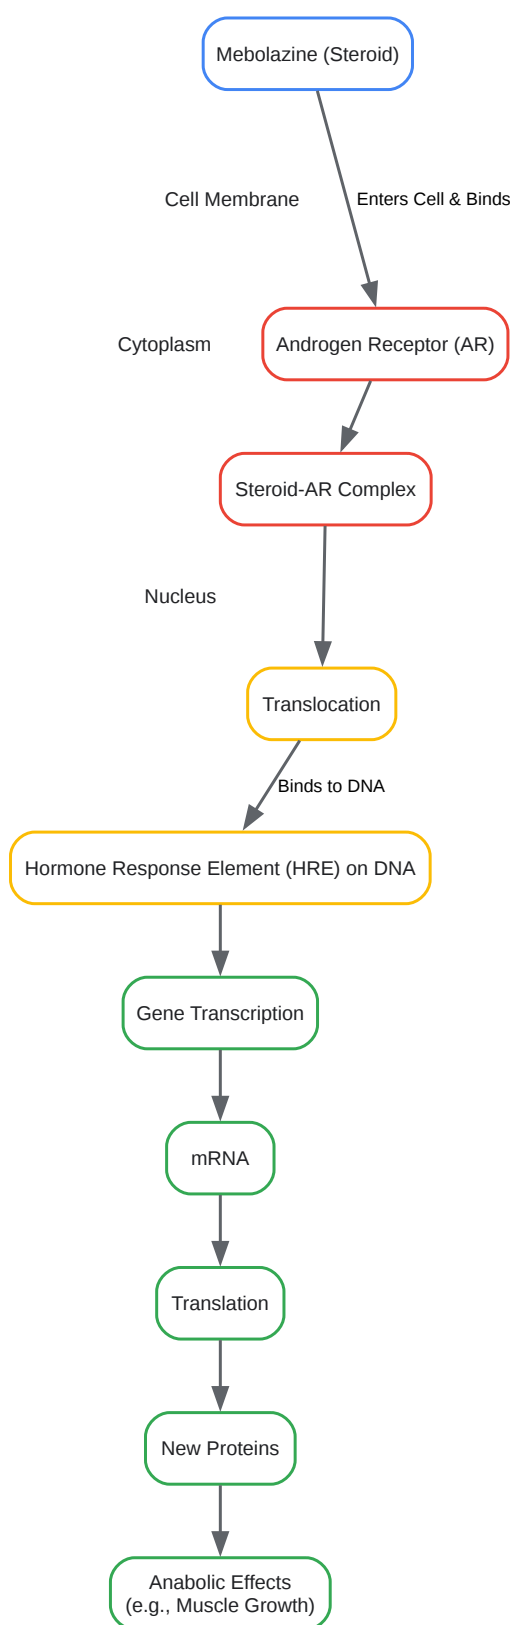 Mebolazine (Steroid)
Cell Membrane
Enters Cell & Binds
Cytoplasm
Androgen Receptor (AR)
Steroid-AR Complex
Nucleus
Translocation
Binds to DNA
Hormone Response Element (HRE) on DNA
Gene Transcription
mRNA
Translation
New Proteins
Anabolic Effects
(e.g., Muscle Growth)